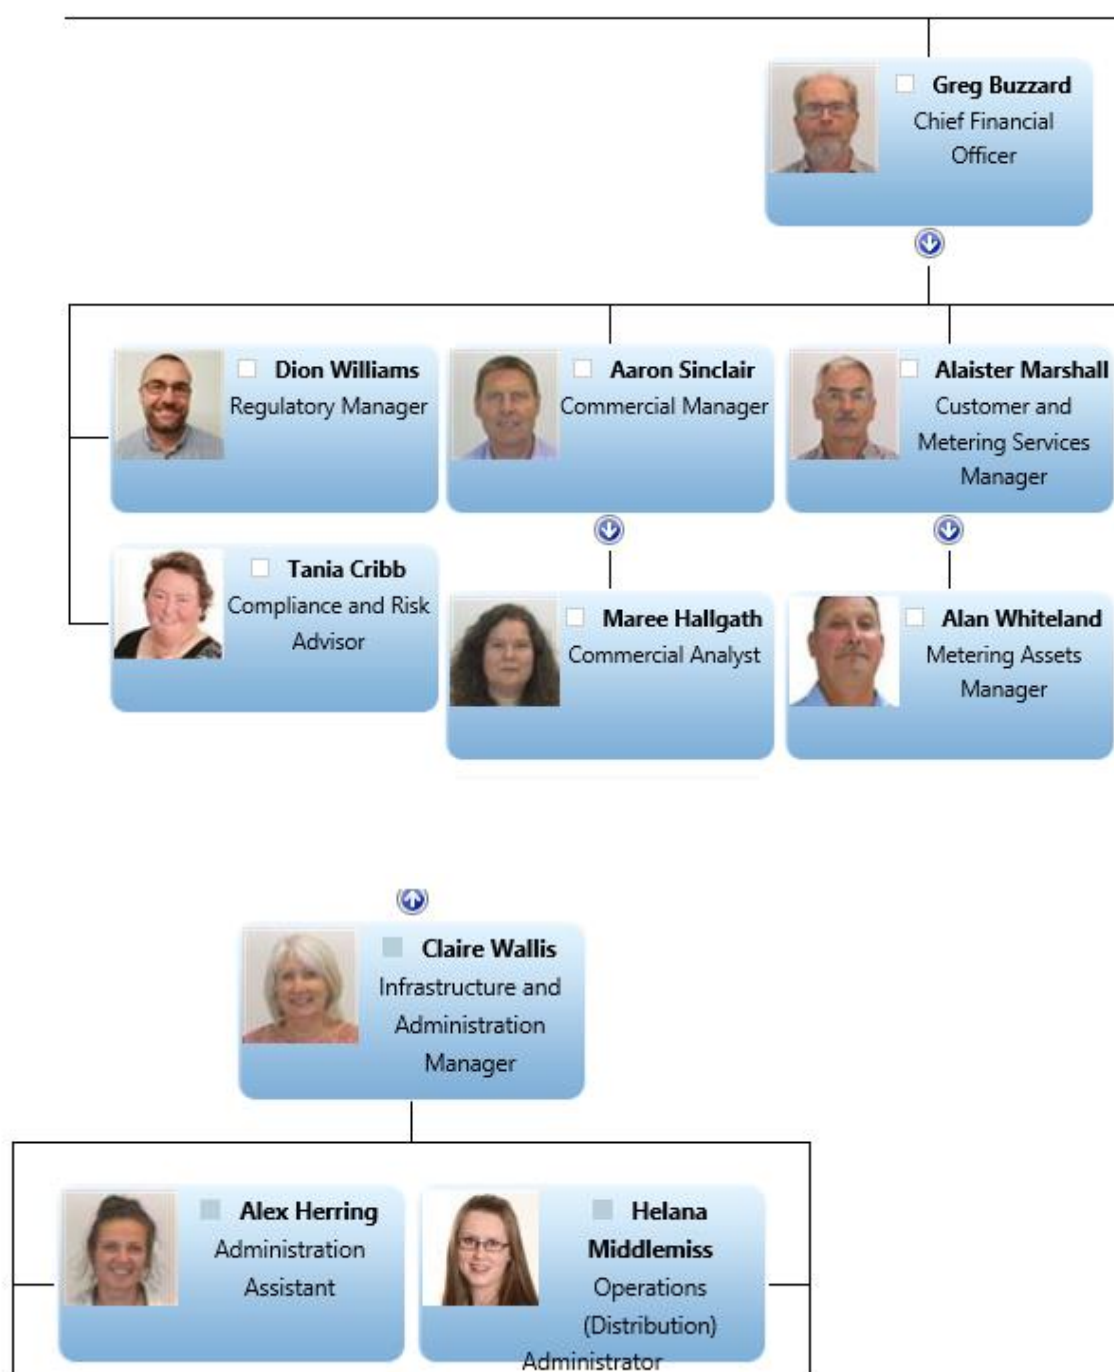 Greg Buzzard
Chief Financial
Officer
Dion Williams
Regulatory Manager
Aaron Sinclair
Commercial Manager
Alaister Marshall
Customer and
Metering Services
Manager
Tania Cribb
Compliance and Risk
Advisor
Maree Hallgath
Commercial Analyst
Alan Whiteland
Metering Assets
Manager
Claire Wallis
Infrastructure and
Administration
Manager
Alex Herring
Administration
Assistant
Helana
Middlemiss
Operations
(Distribution)
Administrator